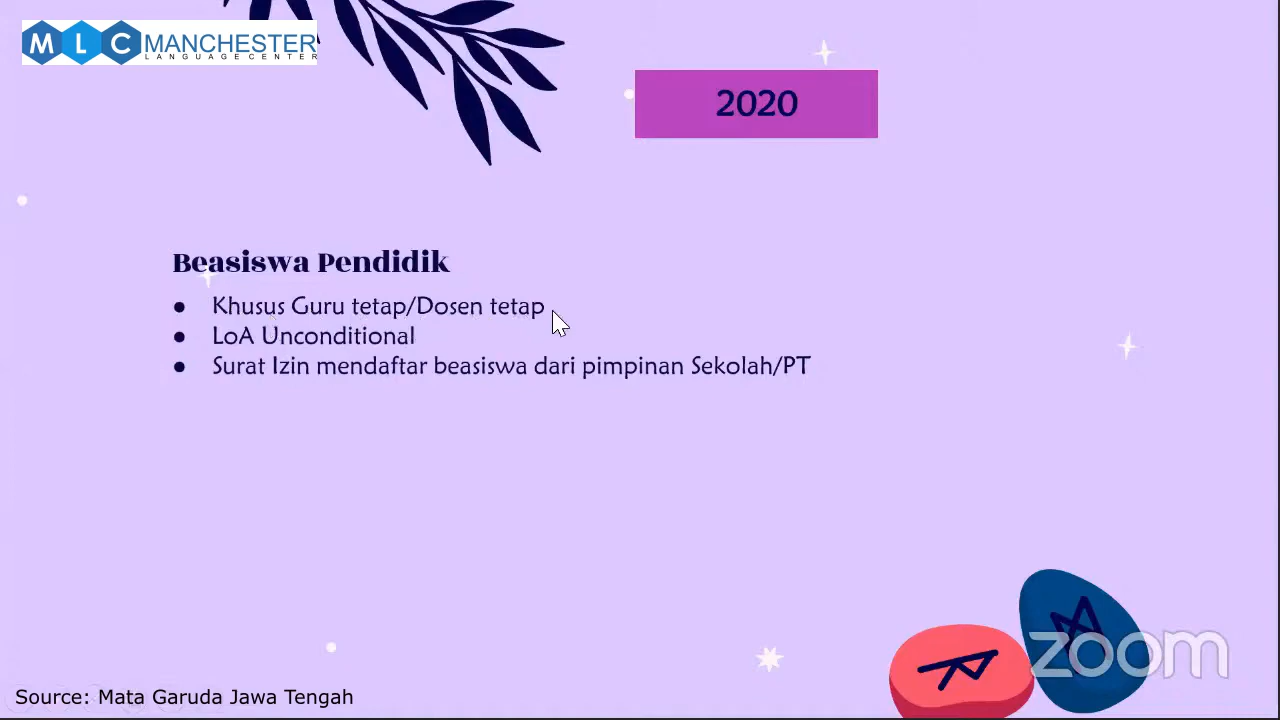 MLC MANCHESTER
LANGUAGE CENTER
2020
Beasiswa Pendidik
● Khusus Guru tetap/Dosen tetap
● LoA Unconditional
● Surat Izin mendaftar beasiswa dari pimpinan Sekolah/PT
zoom
Source: Mata Garuda Jawa Tengah